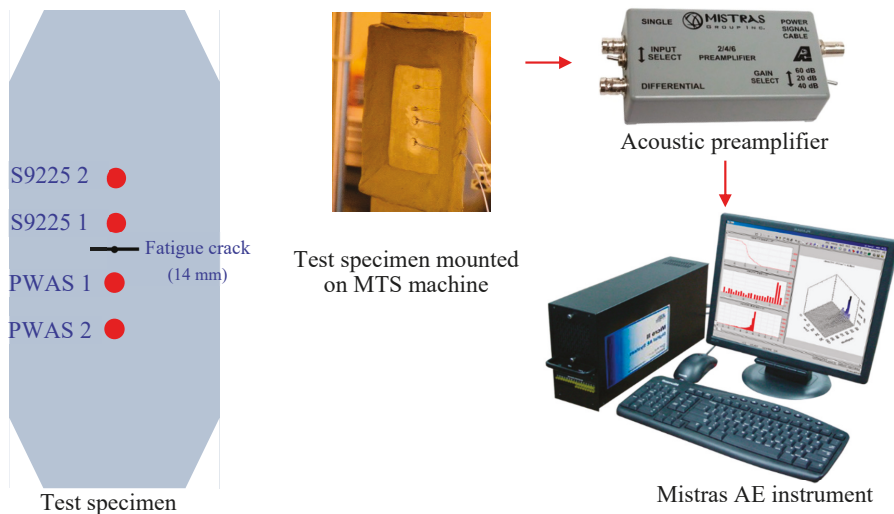 S9225 2
S9225 1
Fatigue crack
(14 mm)
PWAS 1
PWAS 2
Test specimen
Test specimen mounted
on MTS machine
SINGLE
MISTRAS
GROUP INC.
POWER
SIGNAL
CABLE
INPUT
SELECT
2/4/6
PREAMPLIFIER
GAIN
SELECT
60 dB
20 dB
40 dB
DIFFERENTIAL
Acoustic preamplifier
Mistras AE instrument